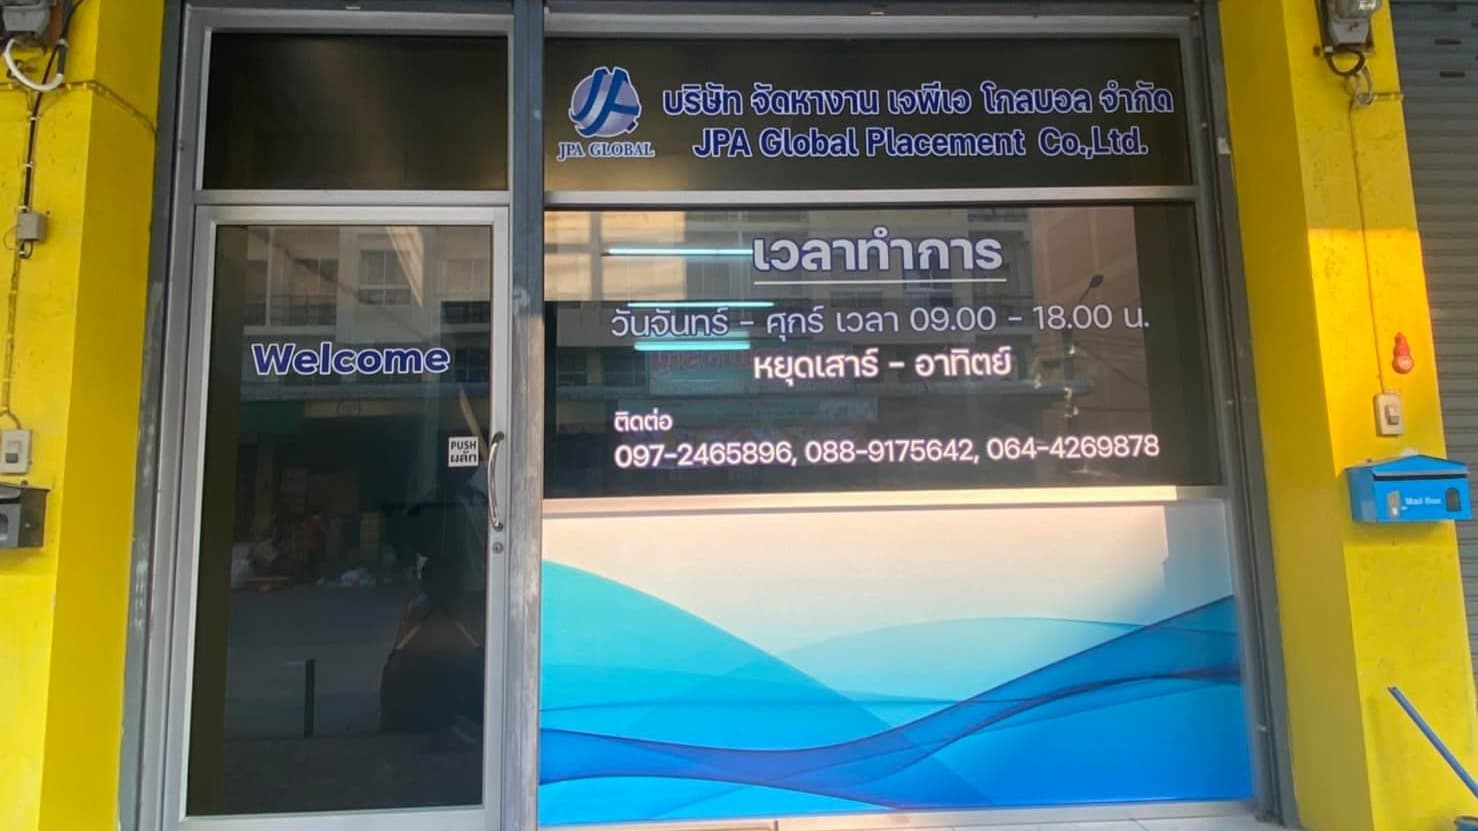 บริษัท จัดหางาน เจพีเอ โกลบอล จำกัด
JPA GLOBAL
JPA Global Placement Co.,Ltd.
เวลาทำการ
วันจันทร์ - ศุกร์ เวลา 09.00 - 18.00 น.
หยุดเสาร์ - อาทิตย์
Welcome
ติดต่อ
097-2465896, 088-9175642, 064-4269878
PUSH
ผลัก
Mail Box